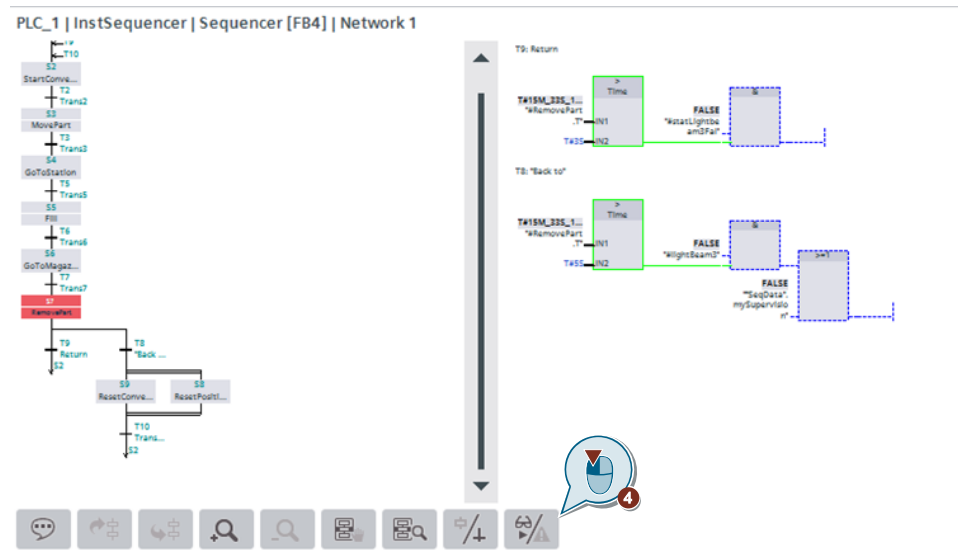 PLC_1 | InstSequencer | Sequencer [FB4] | Network 1
T9
T10
S2
StartConve...
T2
Trans2
S3
MovePart
T3
Trans3
S4
GoToStation
T5
Trans5
S5
Fill
T6
Trans6
S6
GoToMagaz...
T7
Trans7
S7
RemovePart
T9
Return
S2
T8
"Back ...
S9
ResetConve...
S8
ResetPositi...
T10
Trans...
S2
T9: Return
>
Time
T#15M_33S_1...
"#RemovePart
.T"
IN1
T#3S
IN2
&
FALSE
"#statLightbe
am3Fal"
T8: "Back to"
>
Time
T#15M_33S_1...
"#RemovePart
.T"
IN1
T#5S
IN2
&
FALSE
"#lightBeam3"
>=1
FALSE
""SeqData".
mySupervisio
n"
4